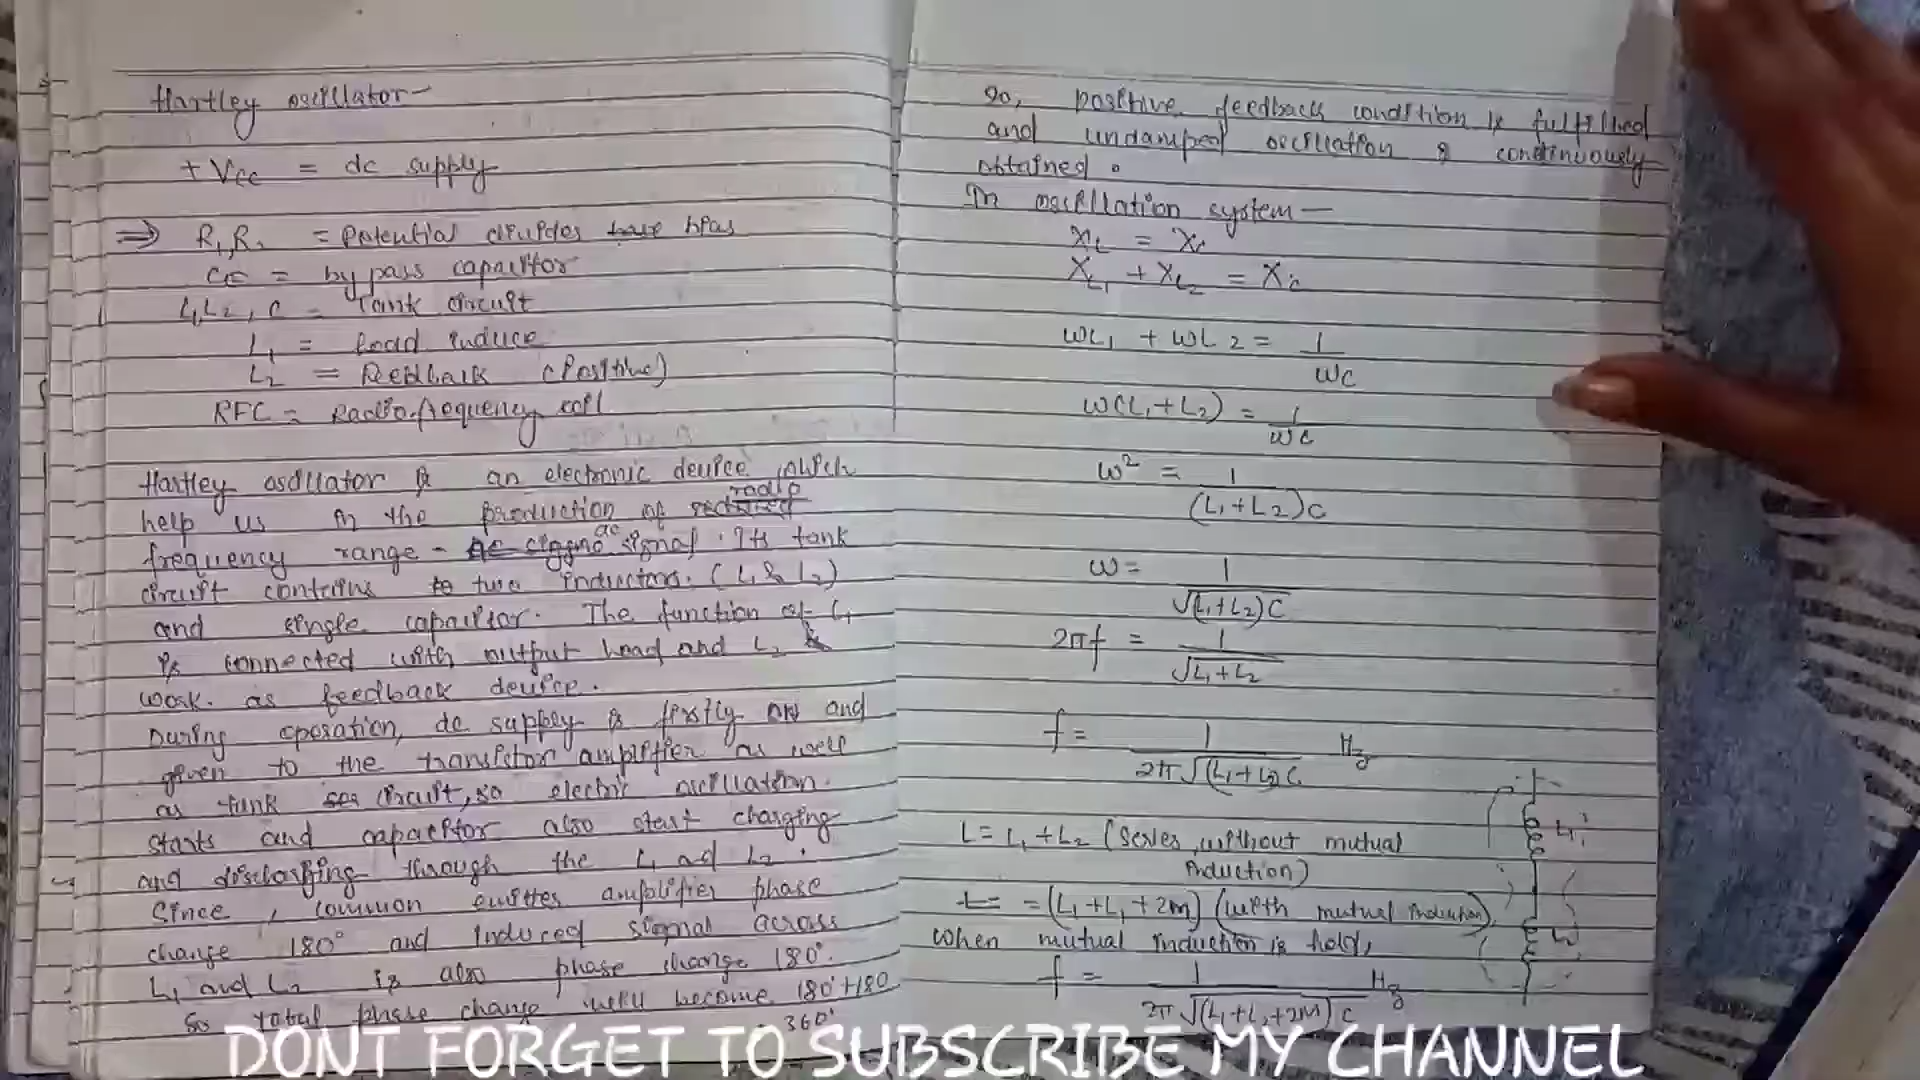 Hartley oscillator-
+Vcc = dc supply
⇒ R1,R2 = Potential divider bias
CE = by pass capacitor
L1,L2, C = Tank circuit
L1 = Load induce
L2 = Feedback (Positive)
RFC = Radio frequency coil
Hartley oscillator is an electronic device which
help us in the production of radio
frequency range - ac signal. Its tank
circuit contains to two inductors. (L1 & L2)
and single capacitor. The function of L1
is connected with output load and L2 is
work. as feedback device.
During operation, dc supply is firstly ON and
given to the transistor amplifier as well
as tank circuit, so electric oscillation.
starts and capacitor also start charging
and discharging through the L1 ad L2.
Since, common emitter amplifier phase
change 180° and induced signal across
L1 and L2 is also phase change 180°.
So total phase change will become 180°+180
360°
so, positive feedback condition is fulfilled
and undamped oscillation is continuously
obtained.
In oscillation system—
XL = Xc
XL1 + XL2 = Xc
ωL1 + ωL2 = 1/ωC
ω(L1+L2) = 1/ωC
ω² = 1/(L1+L2)C
ω = 1/√(L1+L2)C
2πf = 1/√L1+L2
f = 1/2π√(L1+L2C Hz
L = L1+L2 (Series, without mutual
induction)
L = (L1+L1+2M) (with mutual induction)
when mutual induction is hold,
f = 1/2π√(L1+L2+2M)C Hz
L1
L2
DONT FORGET TO SUBSCRIBE MY CHANNEL